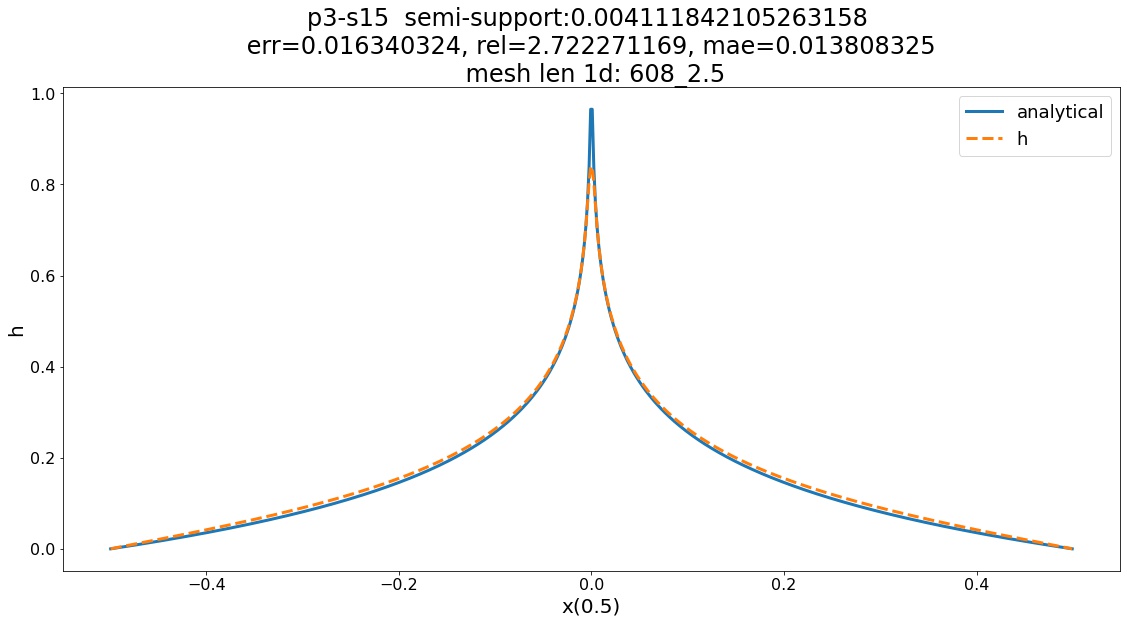 p3-s15 semi-support:0.004111842105263158
err=0.016340324, rel=2.722271169, mae=0.013808325
mesh len 1d: 608_2.5
analytical
h
1.0
0.8
0.6
0.4
0.2
0.0
h
−0.4
−0.2
0.0
0.2
0.4
x(0.5)